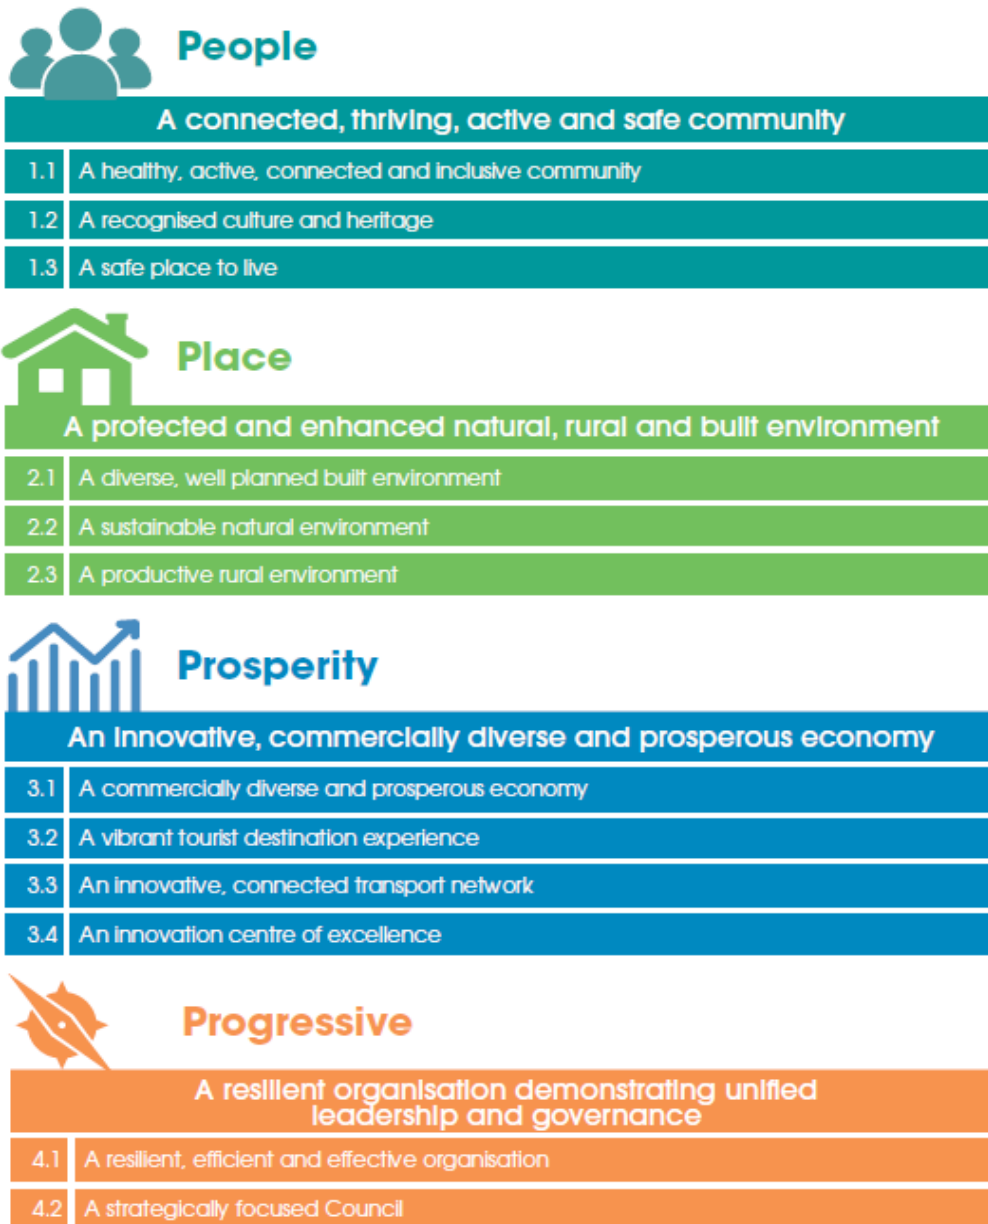 People
A connected, thriving, active and safe community
1.1 A healthy, active, connected and inclusive community
1.2 A recognised culture and heritage
1.3 A safe place to live
Place
A protected and enhanced natural, rural and built environment
2.1 A diverse, well planned built environment
2.2 A sustainable natural environment
2.3 A productive rural environment
Prosperity
An innovative, commercially diverse and prosperous economy
3.1 A commercially diverse and prosperous economy
3.2 A vibrant tourist destination experience
3.3 An innovative, connected transport network
3.4 An innovation centre of excellence
Progressive
A resilient organisation demonstrating unified
leadership and governance
4.1 A resilient, efficient and effective organisation
4.2 A strategically focused Council